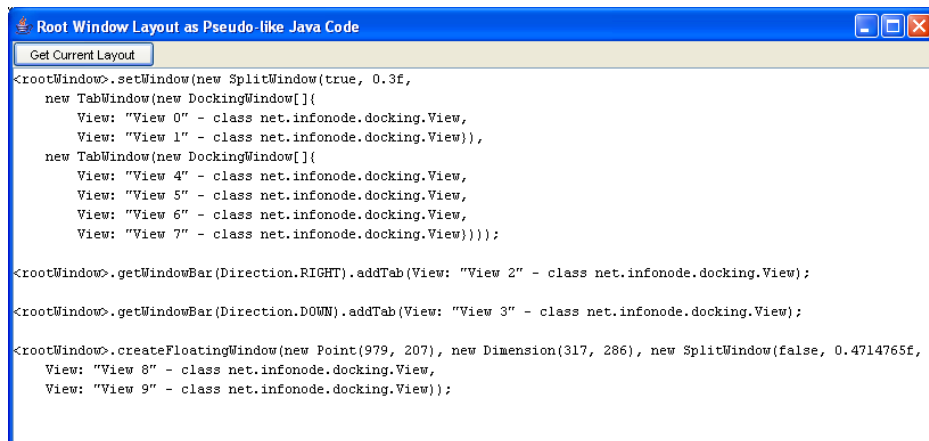 Root Window Layout as Pseudo-like Java Code
Get Current Layout
<rootWindow>.setWindow(new SplitWindow(true, 0.3f,
    new TabWindow(new DockingWindow[]{
        View: "View 0" - class net.infonode.docking.View,
        View: "View 1" - class net.infonode.docking.View}),
    new TabWindow(new DockingWindow[]{
        View: "View 4" - class net.infonode.docking.View,
        View: "View 5" - class net.infonode.docking.View,
        View: "View 6" - class net.infonode.docking.View,
        View: "View 7" - class net.infonode.docking.View})));
<rootWindow>.getWindowBar(Direction.RIGHT).addTab(View: "View 2" - class net.infonode.docking.View);
<rootWindow>.getWindowBar(Direction.DOWN).addTab(View: "View 3" - class net.infonode.docking.View);
<rootWindow>.createFloatingWindow(new Point(979, 207), new Dimension(317, 286), new SplitWindow(false, 0.4714765f,
    View: "View 8" - class net.infonode.docking.View,
    View: "View 9" - class net.infonode.docking.View));